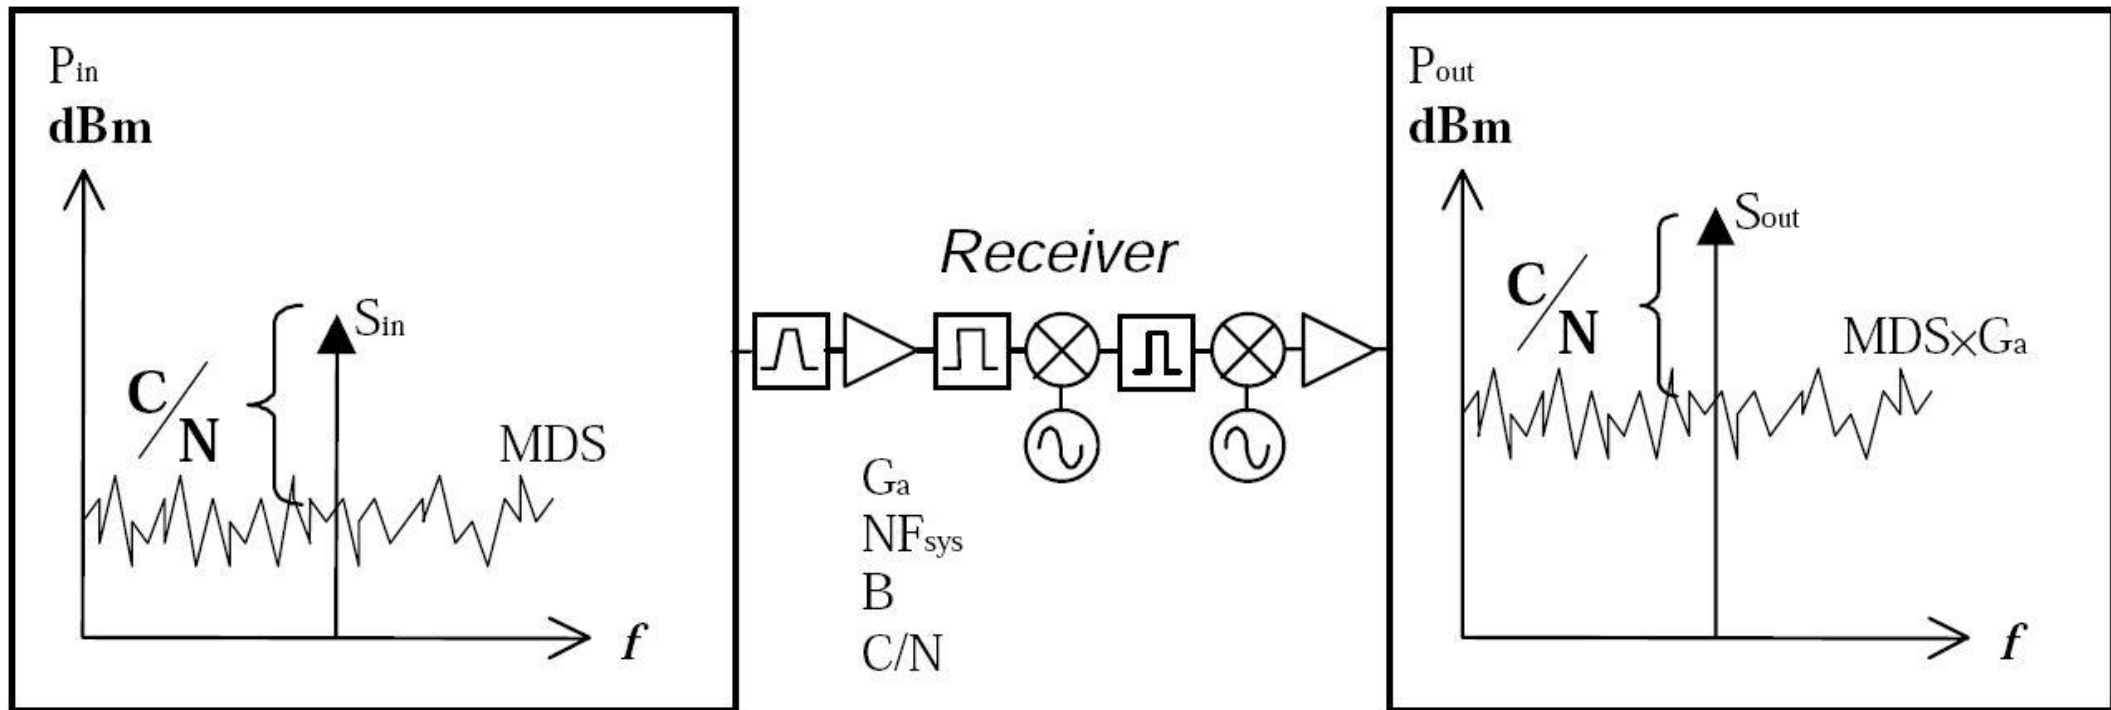 Pin
dBm
Sin
C/N
MDS
f
Receiver
Ga
NFsys
B
C/N
Pout
dBm
Sout
C/N
MDS×Ga
f